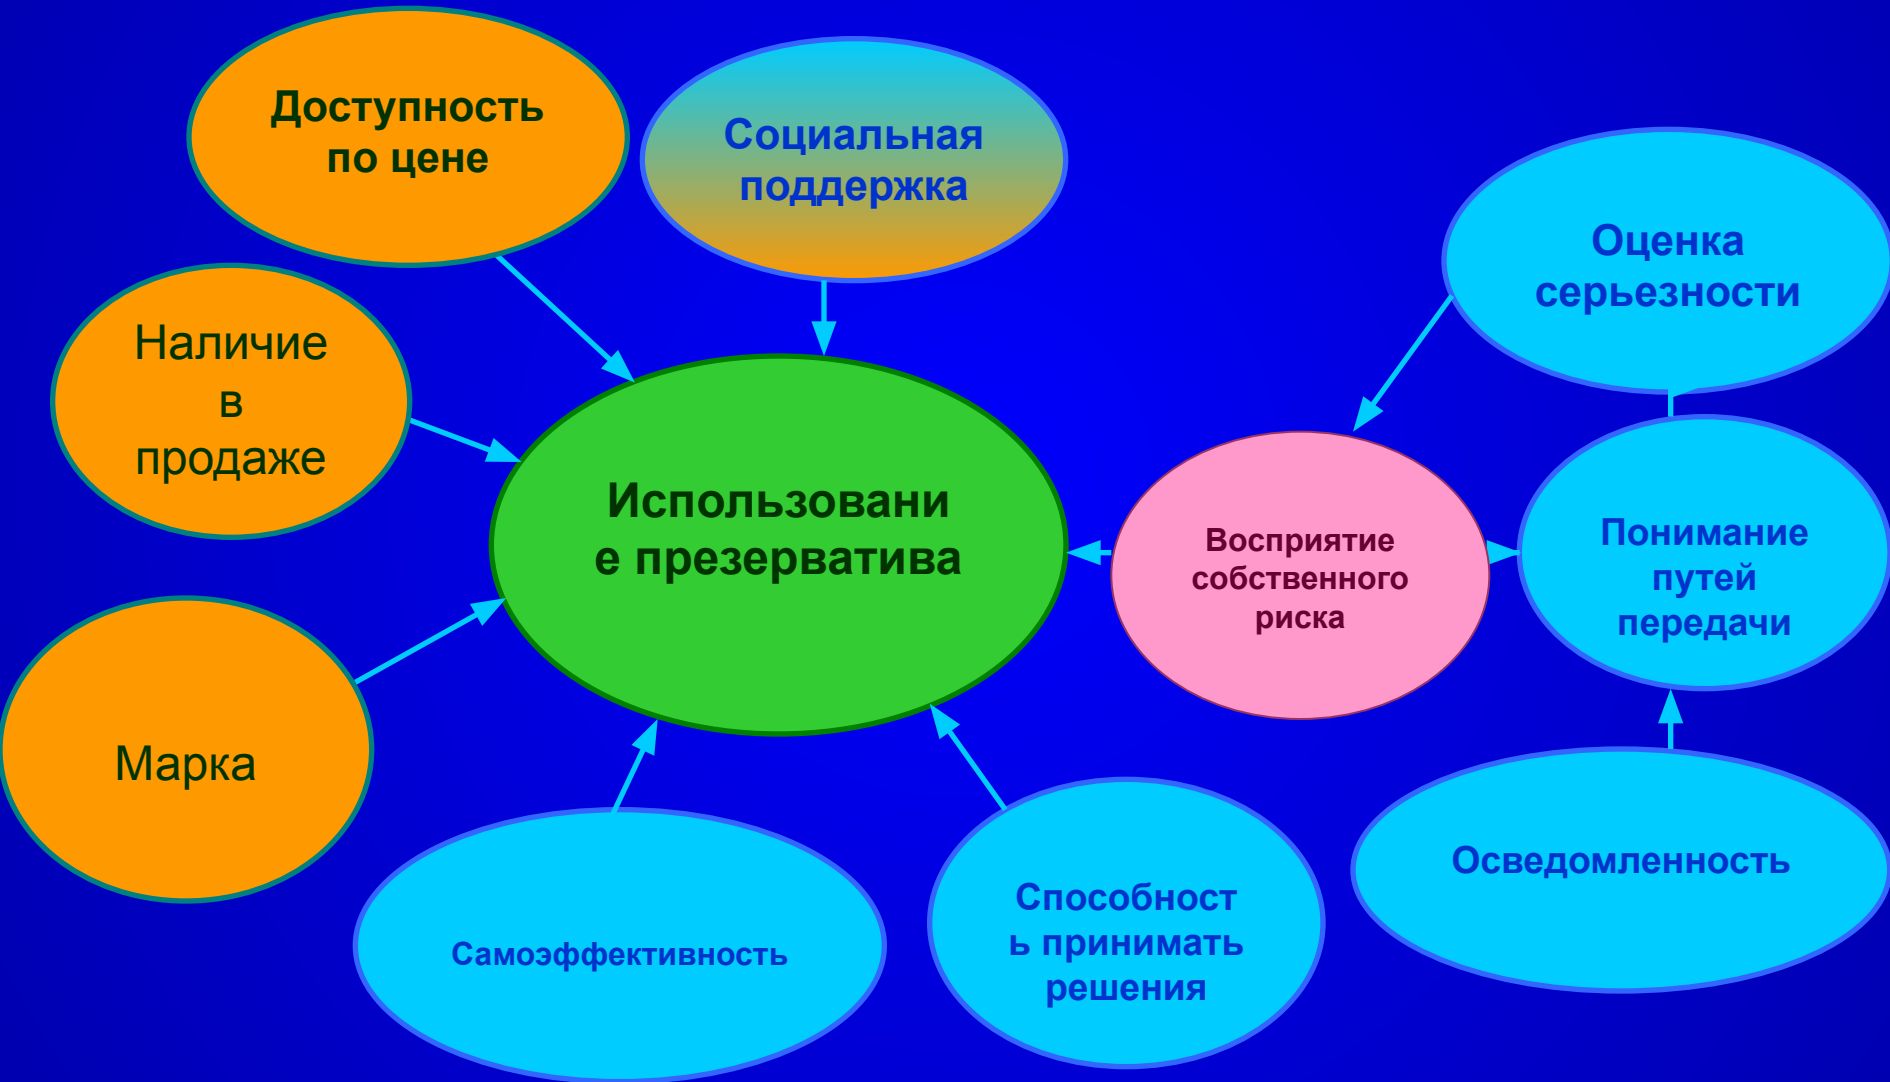 Доступность
по цене
Социальная
поддержка
Оценка
серьезности
Наличие
в
продаже
Использовани
е презерватива
Восприятие
собственного
риска
Понимание
путей
передачи
Марка
Самоэффективность
Способност
ь принимать
решения
Осведомленность